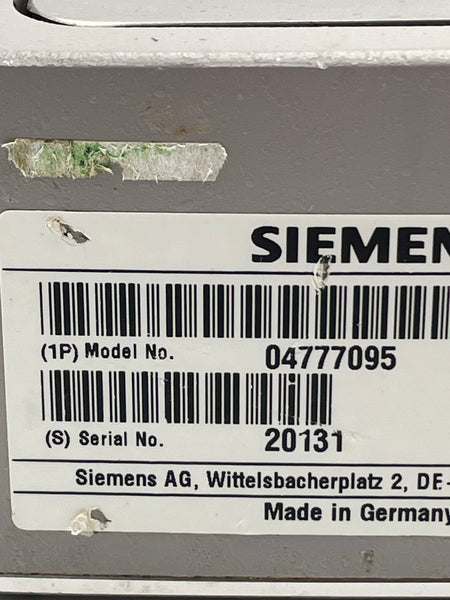 SIEMEN
(1P) Model No. 04777095
(S) Serial No. 20131
Siemens AG, Wittelsbacherplatz 2, DE-
Made in Germany